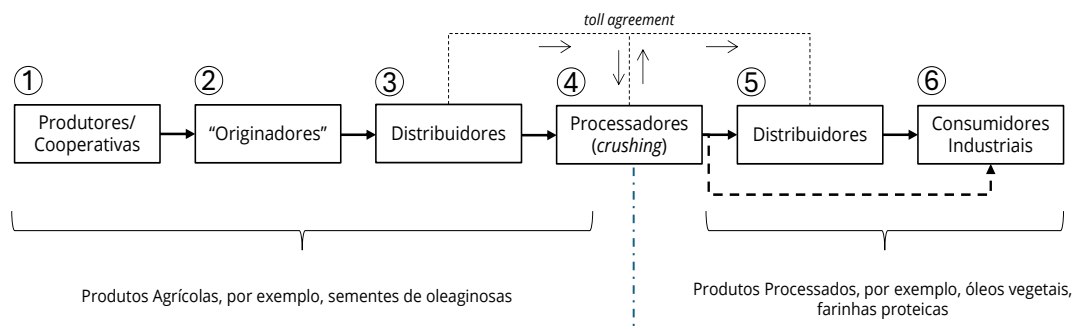 toll agreement
①
②
③
④
⑤
⑥
Produtores/
Cooperativas
“Originadores”
Distribuidores
Processadores
(crushing)
Distribuidores
Consumidores
Industriais
Produtos Agrícolas, por exemplo, sementes de oleaginosas
Produtos Processados, por exemplo, óleos vegetais,
farinhas proteicas